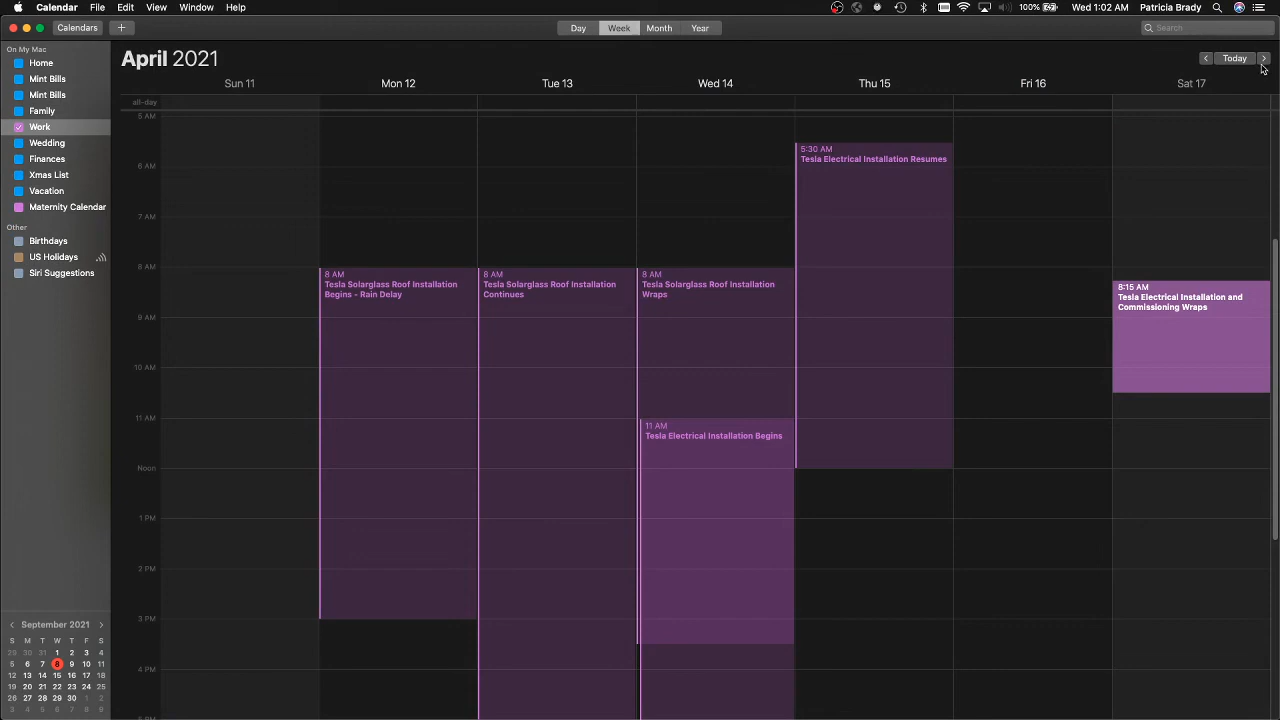 Calendar File Edit View Window Help 100% Wed 1:02 AM Patricia Brady
Calendars + Day Week Month Year Search
On My Mac
Home
Mint Bills
Mint Bills
Family
Work
Wedding
Finances
Xmas List
Vacation
Maternity Calendar
Other
Birthdays
US Holidays
Siri Suggestions
September 2021
S M T W T F S
29 30 31 1 2 3 4
5 6 7 8 9 10 11
12 13 14 15 16 17 18
19 20 21 22 23 24 25
26 27 28 29 30 1 2
3 4 5 6 7 8 9
April 2021
Today
Sun 11 Mon 12 Tue 13 Wed 14 Thu 15 Fri 16 Sat 17
all-day
5 AM
6 AM
7 AM
8 AM
9 AM
10 AM
11 AM
Noon
1 PM
2 PM
3 PM
4 PM
8 AM
Tesla Solarglass Roof Installation
Begins - Rain Delay
8 AM
Tesla Solarglass Roof Installation
Continues
8 AM
Tesla Solarglass Roof Installation
Wraps
11 AM
Tesla Electrical Installation Begins
5:30 AM
Tesla Electrical Installation Resumes
8:15 AM
Tesla Electrical Installation and
Commissioning Wraps